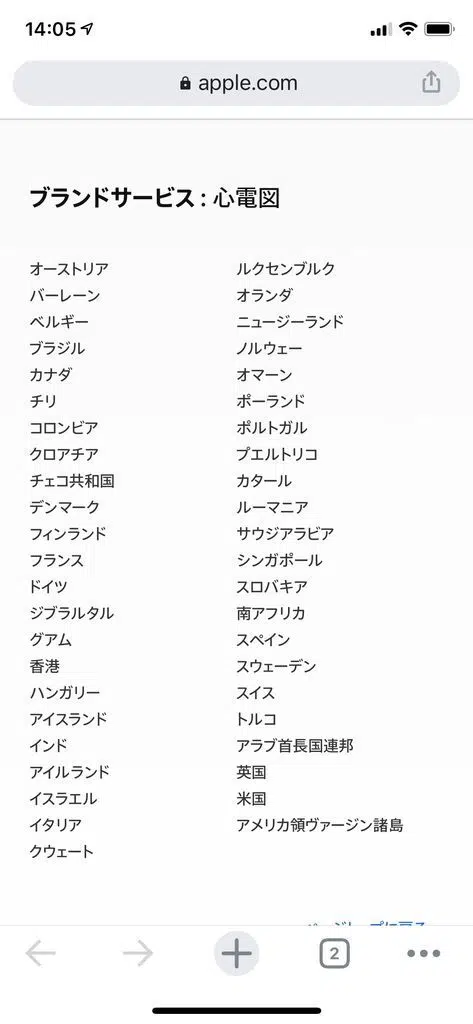 14:05
apple.com
ブランドサービス : 心電図
オーストリア
バーレーン
ベルギー
ブラジル
カナダ
チリ
コロンビア
クロアチア
チェコ共和国
デンマーク
フィンランド
フランス
ドイツ
ジブラルタル
グアム
香港
ハンガリー
アイスランド
インド
アイルランド
イスラエル
イタリア
クウェート
ルクセンブルク
オランダ
ニュージーランド
ノルウェー
オマーン
ポーランド
ポルトガル
プエルトリコ
カタール
ルーマニア
サウジアラビア
シンガポール
スロバキア
南アフリカ
スペイン
スウェーデン
スイス
トルコ
アラブ首長国連邦
英国
米国
アメリカ領ヴァージン諸島
2